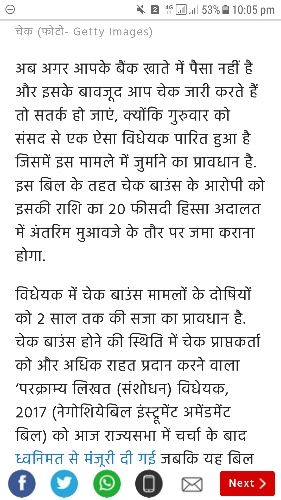 53% 10:05 pm
चेक (फोटो- Getty Images)
अब अगर आपके बैंक खाते में पैसा नहीं है
और इसके बावजूद आप चेक जारी करते हैं
तो सतर्क हो जाएं, क्योंकि गुरुवार को
संसद से एक ऐसा विधेयक पारित हुआ है
जिसमें इस मामले में जुर्माने का प्रावधान है.
इस बिल के तहत चेक बाउंस के आरोपी को
इसकी राशि का 20 फीसदी हिस्सा अदालत
में अंतरिम मुआवजे के तौर पर जमा कराना
होगा.
विधेयक में चेक बाउंस मामलों के दोषियों
को 2 साल तक की सजा का प्रावधान है.
चेक बाउंस होने की स्थिति में चेक प्राप्तकर्ता
को और अधिक राहत प्रदान करने वाला
‘परक्राम्य लिखत (संशोधन) विधेयक,
2017 (नेगोशियेबिल इंस्ट्रूमेंट अमेंडमेंट
बिल) को आज राज्यसभा में चर्चा के बाद
ध्वनिमत से मंजूरी दी गई जबकि यह बिल
Next >